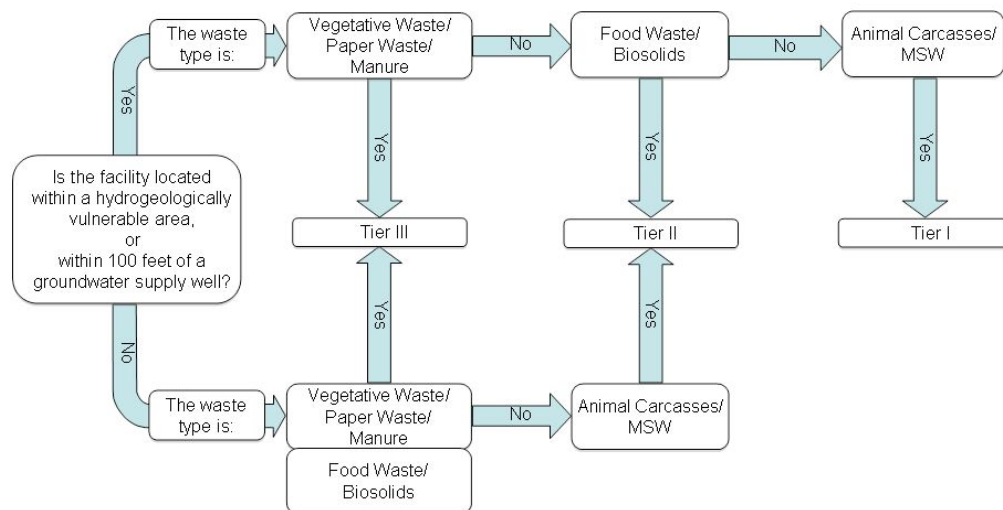 The waste
type is:
Vegetative Waste/
Paper Waste/
Manure
No
Food Waste/
Biosolids
No
Animal Carcasses/
MSW
Yes
Yes
Yes
Yes
Is the facility located
within a hydrogeologically
vulnerable area,
or
within 100 feet of a
groundwater supply well?
Tier III
Tier II
Tier I
No
Yes
Yes
The waste
type is:
Vegetative Waste/
Paper Waste/
Manure
No
Animal Carcasses/
MSW
Food Waste/
Biosolids